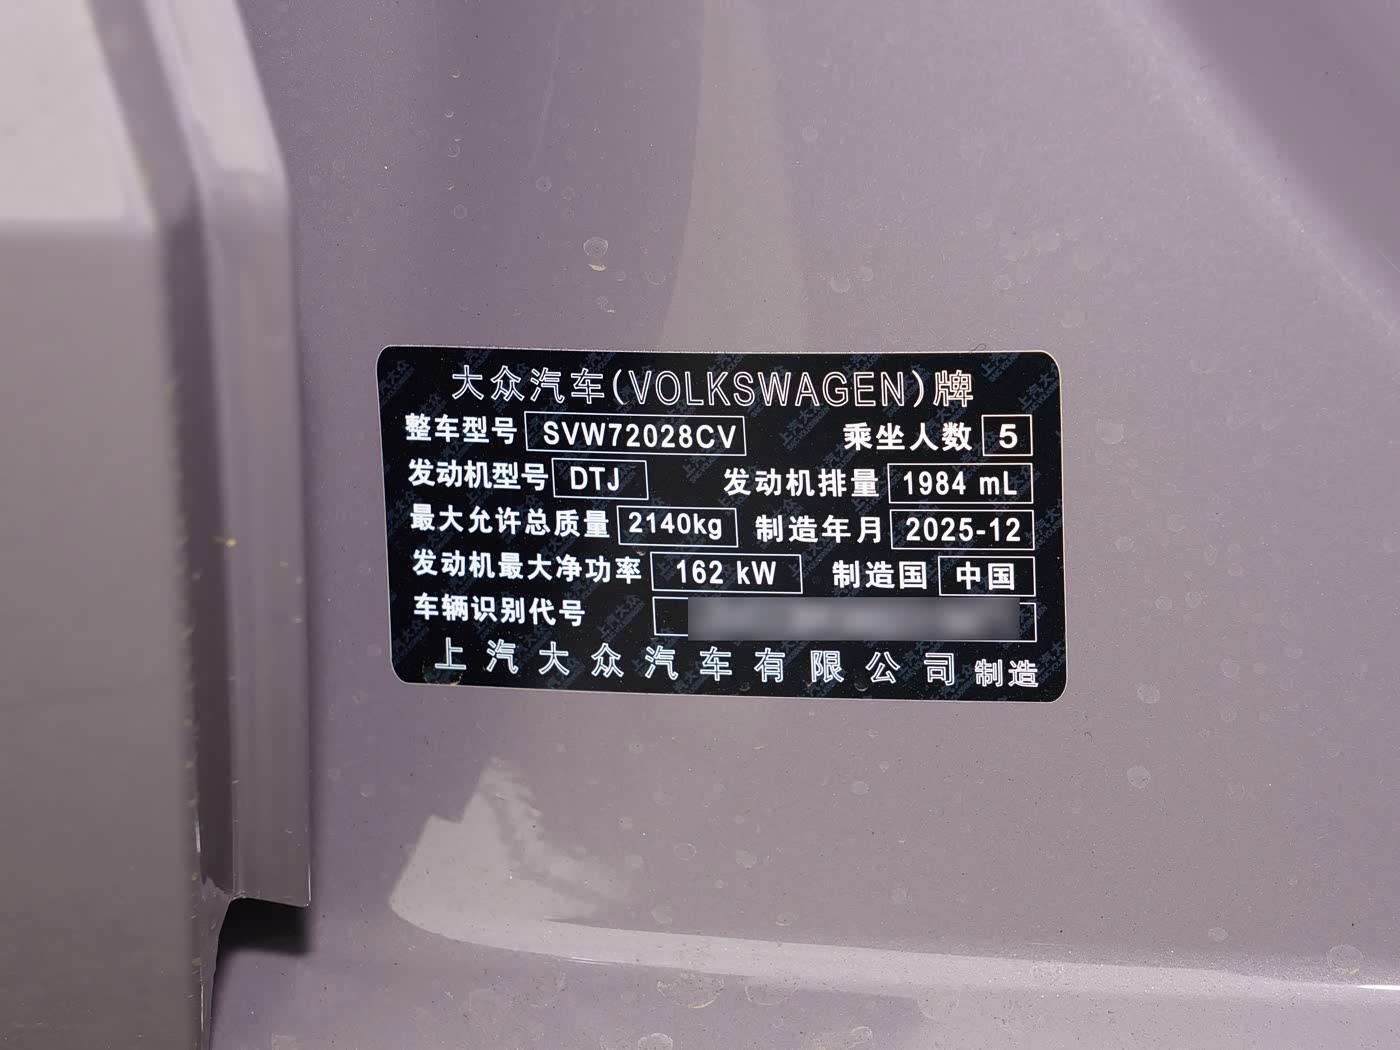 大众汽车(VOLKSWAGEN)牌
整车型号 SVW72028CV 乘坐人数 5
发动机型号 DTJ 发动机排量 1984 mL
最大允许总质量 2140kg 制造年月 2025-12
发动机最大净功率 162 kW 制造国 中国
车辆识别代号
上汽大众汽车有限公司 制造